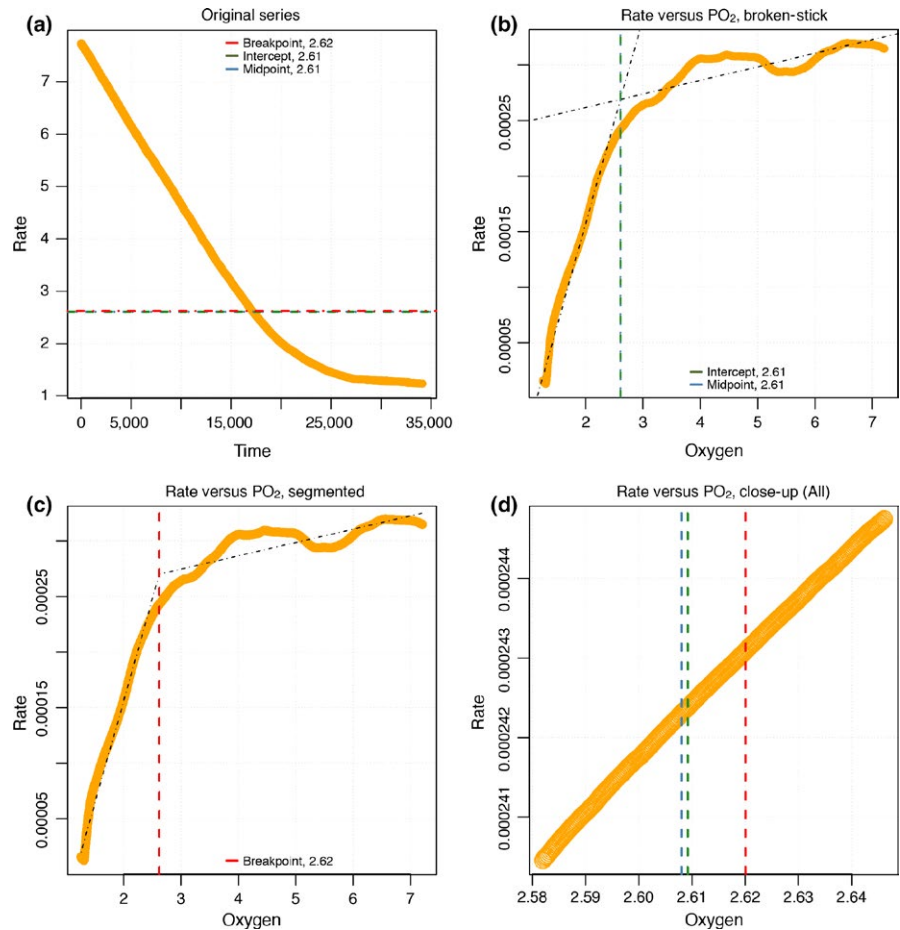 (a)
Original series
Breakpoint, 2.62
Intercept, 2.61
Midpoint, 2.61
Rate
7
6
5
4
3
2
1
0
5,000
15,000
25,000
35,000
Time
(b)
Rate versus PO₂, broken-stick
Rate
0.00025
0.00015
0.00005
Intercept, 2.61
Midpoint, 2.61
2
3
4
5
6
7
Oxygen
(c)
Rate versus PO₂, segmented
Rate
0.00025
0.00015
0.00005
Breakpoint, 2.62
2
3
4
5
6
7
Oxygen
(d)
Rate versus PO₂, close-up (All)
Rate
0.000244
0.000243
0.000242
0.000241
2.58
2.59
2.60
2.61
2.62
2.63
2.64
Oxygen